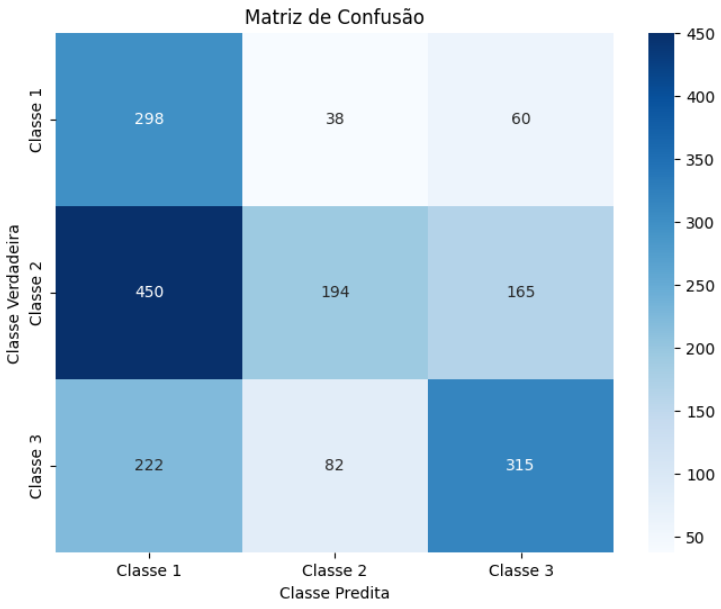 Matriz de Confusão
Classe Verdadeira
Classe 1
298 38 60
Classe 2
450 194 165
Classe 3
222 82 315
Classe 1 Classe 2 Classe 3
Classe Predita
450
400
350
300
250
200
150
100
50